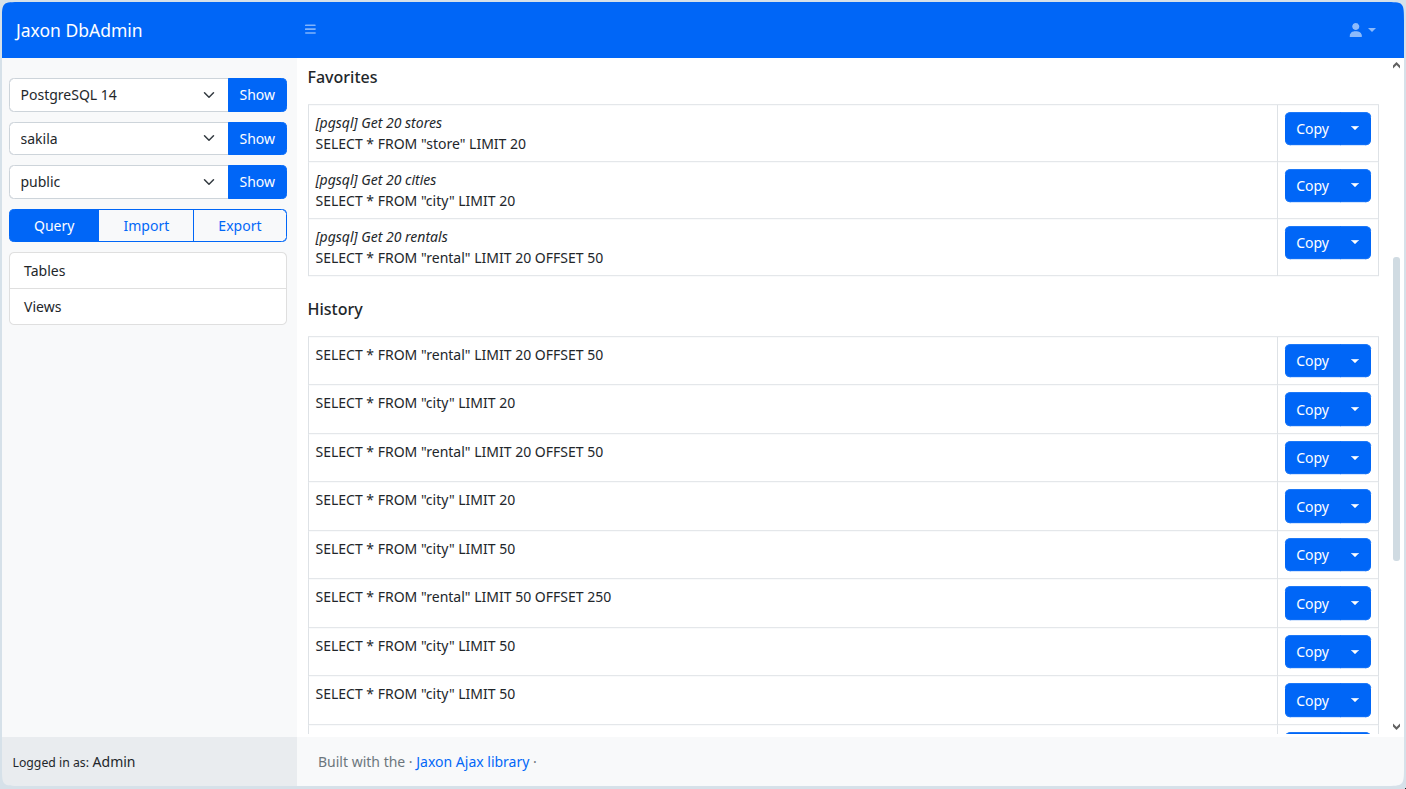 Jaxon DbAdmin
PostgreSQL 14
Show
sakila
Show
public
Show
Query
Import
Export
Tables
Views
Favorites
[pgsql] Get 20 stores
SELECT * FROM "store" LIMIT 20
Copy
[pgsql] Get 20 cities
SELECT * FROM "city" LIMIT 20
Copy
[pgsql] Get 20 rentals
SELECT * FROM "rental" LIMIT 20 OFFSET 50
Copy
History
SELECT * FROM "rental" LIMIT 20 OFFSET 50
Copy
SELECT * FROM "city" LIMIT 20
Copy
SELECT * FROM "rental" LIMIT 20 OFFSET 50
Copy
SELECT * FROM "city" LIMIT 20
Copy
SELECT * FROM "city" LIMIT 50
Copy
SELECT * FROM "rental" LIMIT 50 OFFSET 250
Copy
SELECT * FROM "city" LIMIT 50
Copy
SELECT * FROM "city" LIMIT 50
Copy
Logged in as: Admin
Built with the · Jaxon Ajax library ·